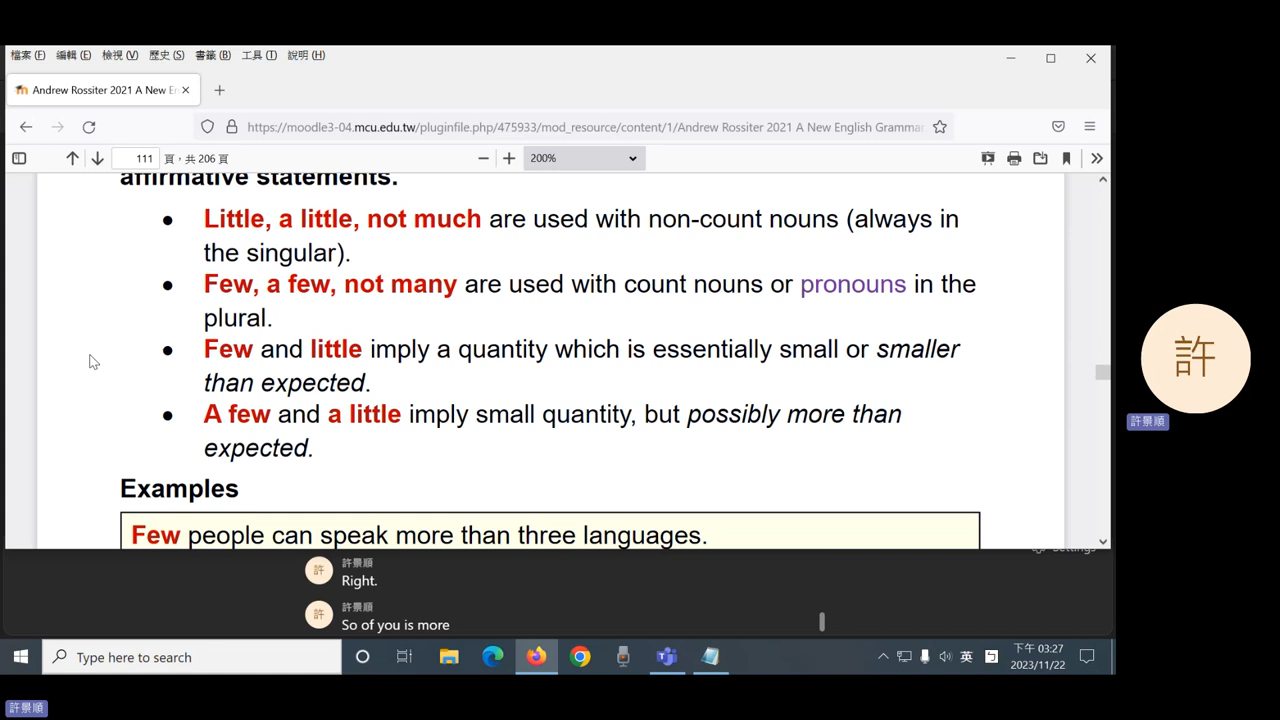 檔案 (F) 編輯 (E) 檢視 (V) 歷史 (S) 書籤 (B) 工具 (T) 說明 (H)
Andrew Rossiter 2021 A New En
https://moodle3-04.mcu.edu.tw/pluginfile.php/475933/mod_resource/content/1/Andrew Rossiter 2021 A New English Grammar
111 頁，共 206 頁
200%
affirmative statements.
• Little, a little, not much are used with non-count nouns (always in
the singular).
• Few, a few, not many are used with count nouns or pronouns in the
plural.
• Few and little imply a quantity which is essentially small or smaller
than expected.
• A few and a little imply small quantity, but possibly more than
expected.
Examples
Few people can speak more than three languages.
Settings
許 許景順
Right.
許 許景順
So of you is more
許
許景順
Type here to search
英
下午 03:27
2023/11/22
許景順